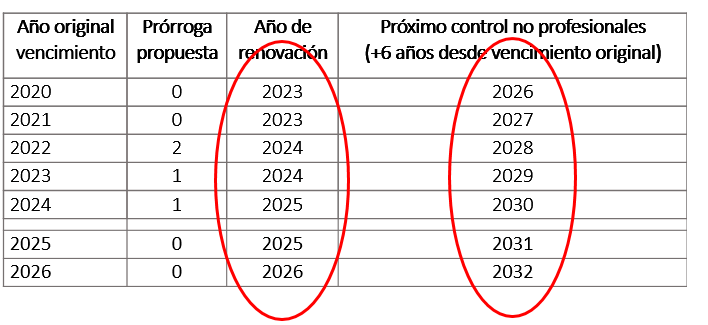 Año original Prórroga Año de Próximo control no profesionales
vencimiento propuesta renovación (+6 años desde vencimiento original)
2020 0 2023 2026
2021 0 2023 2027
2022 2 2024 2028
2023 1 2024 2029
2024 1 2025 2030
2025 0 2025 2031
2026 0 2026 2032